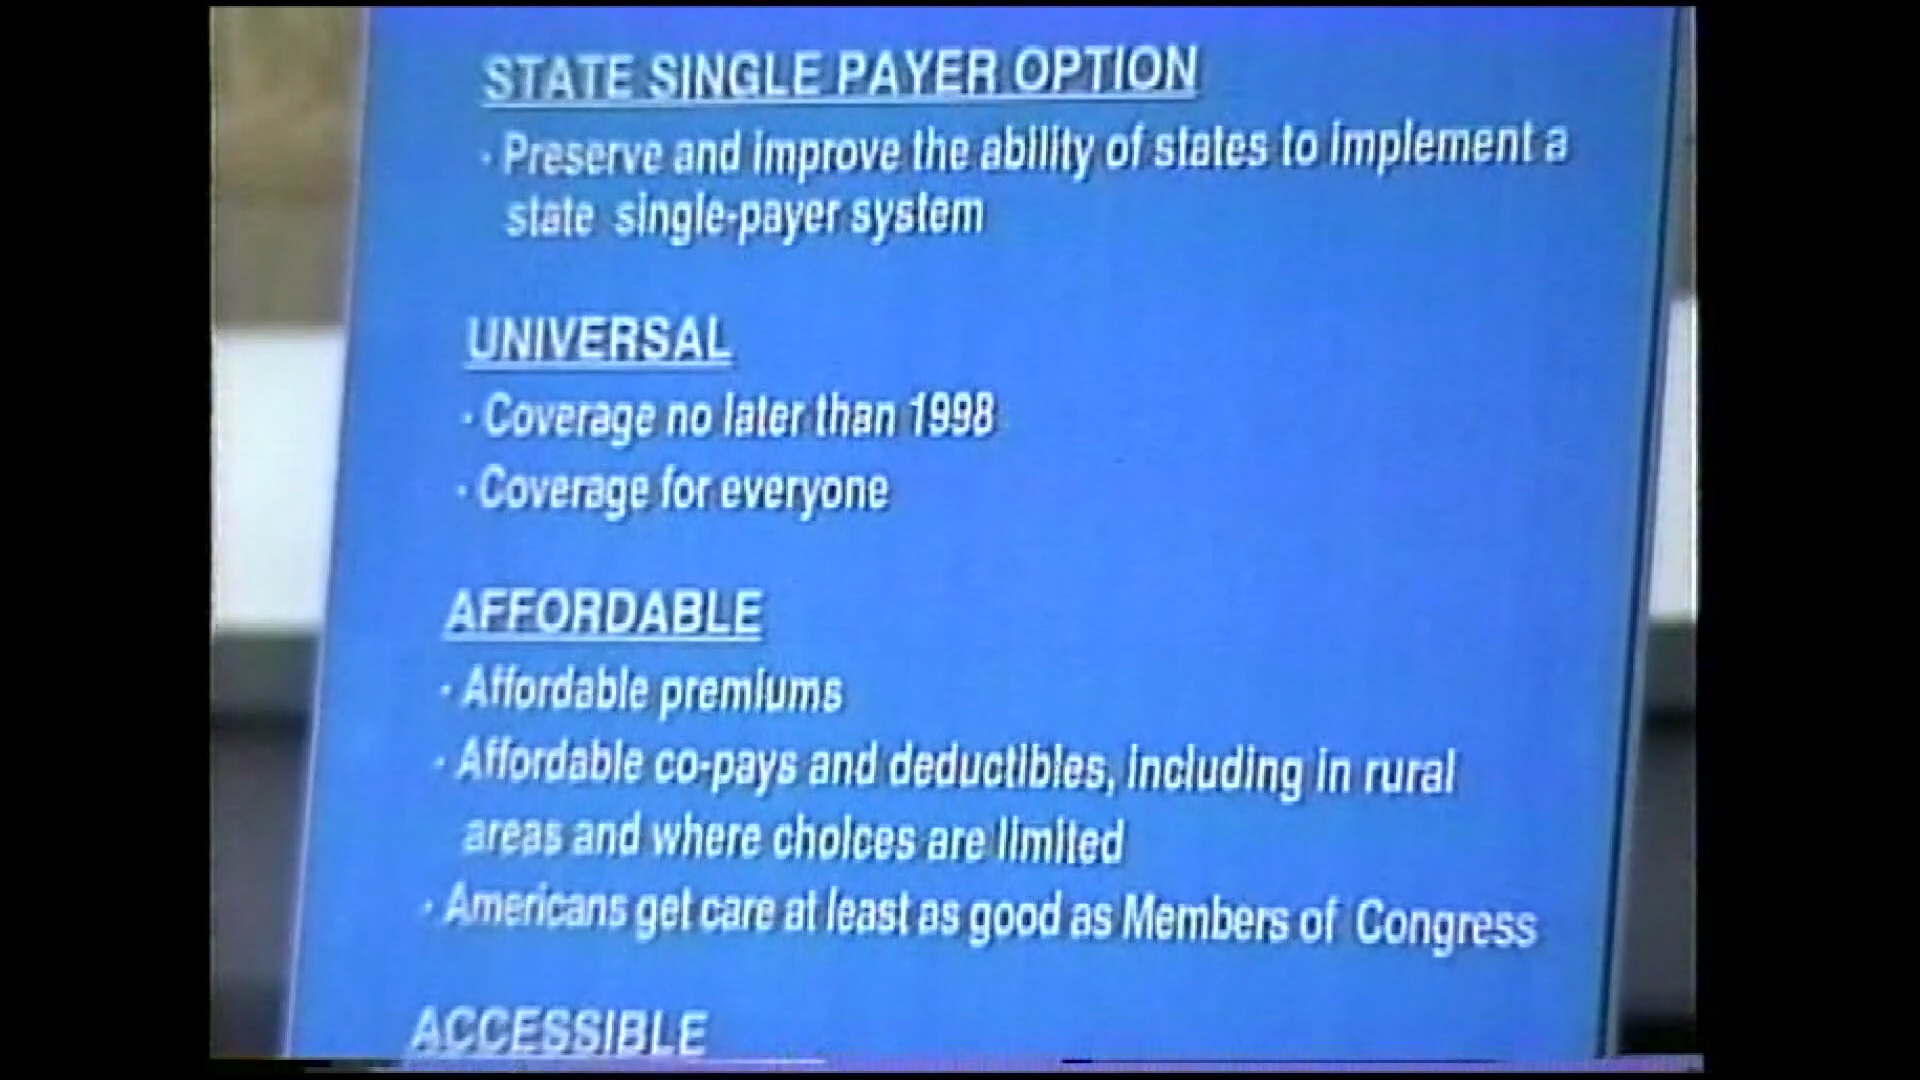 STATE SINGLE PAYER OPTION
· Preserve and improve the ability of states to implement a
state single-payer system
UNIVERSAL
· Coverage no later than 1998
· Coverage for everyone
AFFORDABLE
· Affordable premiums
· Affordable co-pays and deductibles, including in rural
areas and where choices are limited
· Americans get care at least as good as Members of Congress
ACCESSIBLE